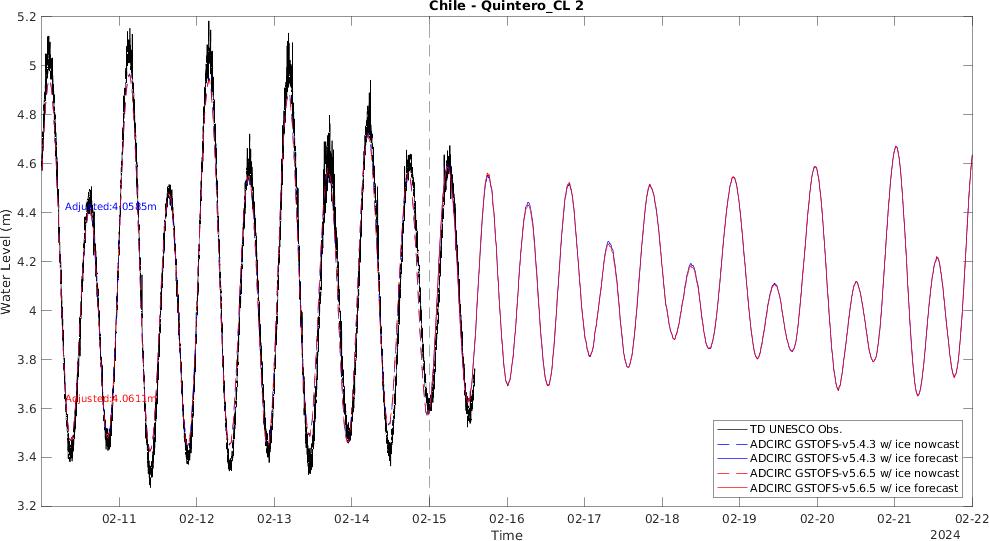 Chile - Quintero_CL 2
5.2
5
4.8
4.6
4.4
4.2
4
3.8
3.6
3.4
3.2
Water Level (m)
Adjusted:4.0585m
Adjusted:4.0611m
TD UNESCO Obs.
ADCIRC GSTOFS-v5.4.3 w/ ice nowcast
ADCIRC GSTOFS-v5.4.3 w/ ice forecast
ADCIRC GSTOFS-v5.6.5 w/ ice nowcast
ADCIRC GSTOFS-v5.6.5 w/ ice forecast
02-11 02-12 02-13 02-14 02-15 02-16 02-17 02-18 02-19 02-20 02-21 02-22
Time
2024